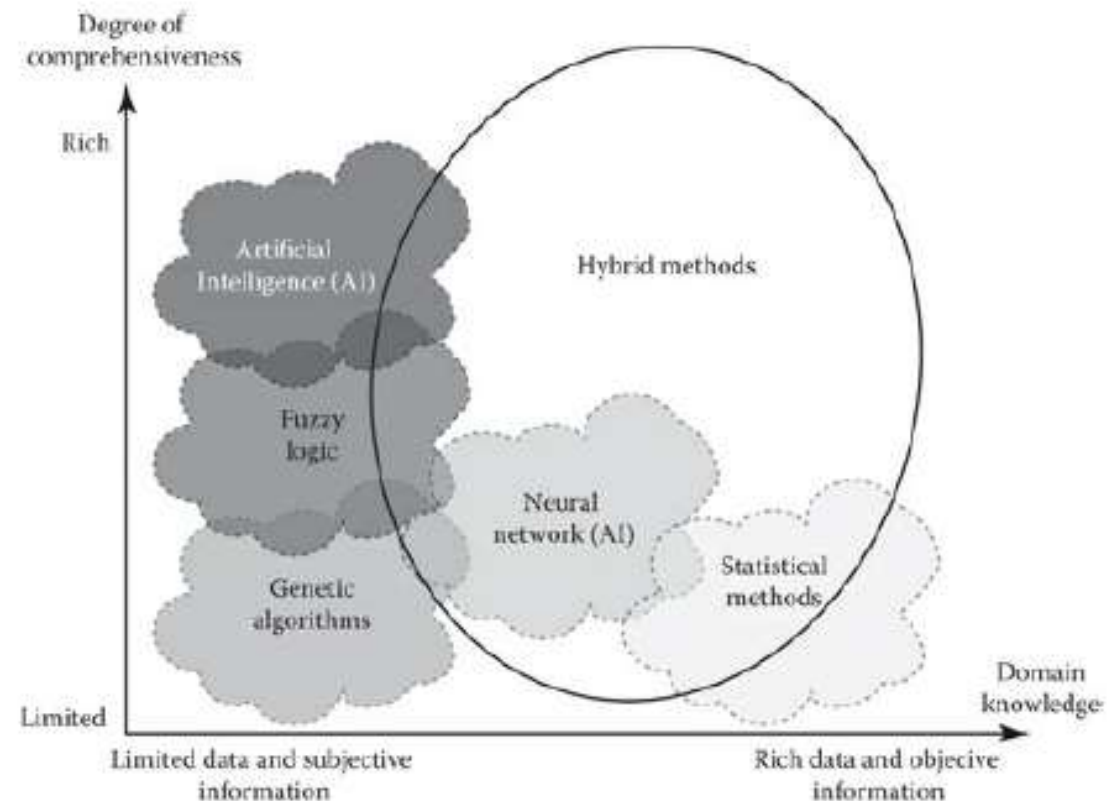 Degree of
comprehensiveness
Rich
Artificial
Intelligence (AI)
Hybrid methods
Fuzzy
logic
Neural
network (AI)
Statistical
methods
Genetic
algorithms
Domain
knowledge
Limited
Limited data and subjective
information
Rich data and objecive
information